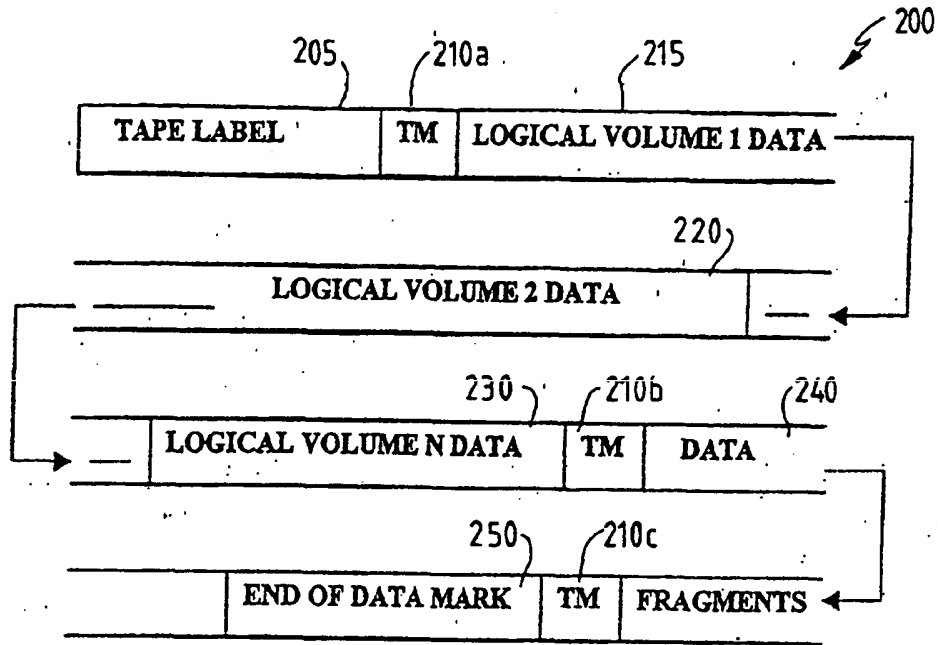 200
205 210a 215
TAPE LABEL TM LOGICAL VOLUME 1 DATA
220
LOGICAL VOLUME 2 DATA
230 210b 240
LOGICAL VOLUME N DATA TM DATA
250 210c
END OF DATA MARK TM FRAGMENTS